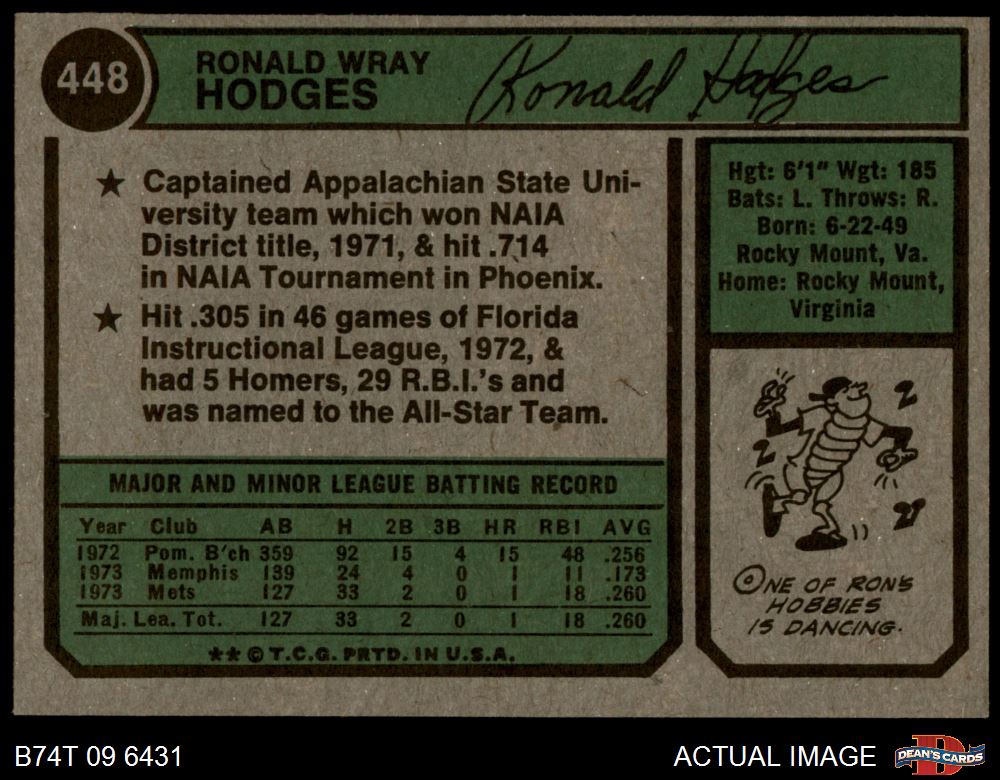 448
RONALD WRAY
HODGES
Ronald Hodges
★ Captained Appalachian State Uni-
versity team which won NAIA
District title, 1971, & hit .714
in NAIA Tournament in Phoenix.
★ Hit .305 in 46 games of Florida
Instructional League, 1972, &
had 5 Homers, 29 R.B.I.'s and
was named to the All-Star Team.
Hgt: 6'1" Wgt: 185
Bats: L. Throws: R.
Born: 6-22-49
Rocky Mount, Va.
Home: Rocky Mount,
Virginia
MAJOR AND MINOR LEAGUE BATTING RECORD
Year Club AB H 2B 3B HR RBI AVG
1972 Pom. B'ch 359 92 15 4 15 48 .256
1973 Memphis 139 24 4 0 1 11 .173
1973 Mets 127 33 2 0 1 18 .260
Maj. Lea. Tot. 127 33 2 0 1 18 .260
★★ © T.C.G. PRTD. IN U.S.A.
ONE OF RON'S
HOBBIES
IS DANCING.
B74T 09 6431
ACTUAL IMAGE
D
DEAN'S CARDS